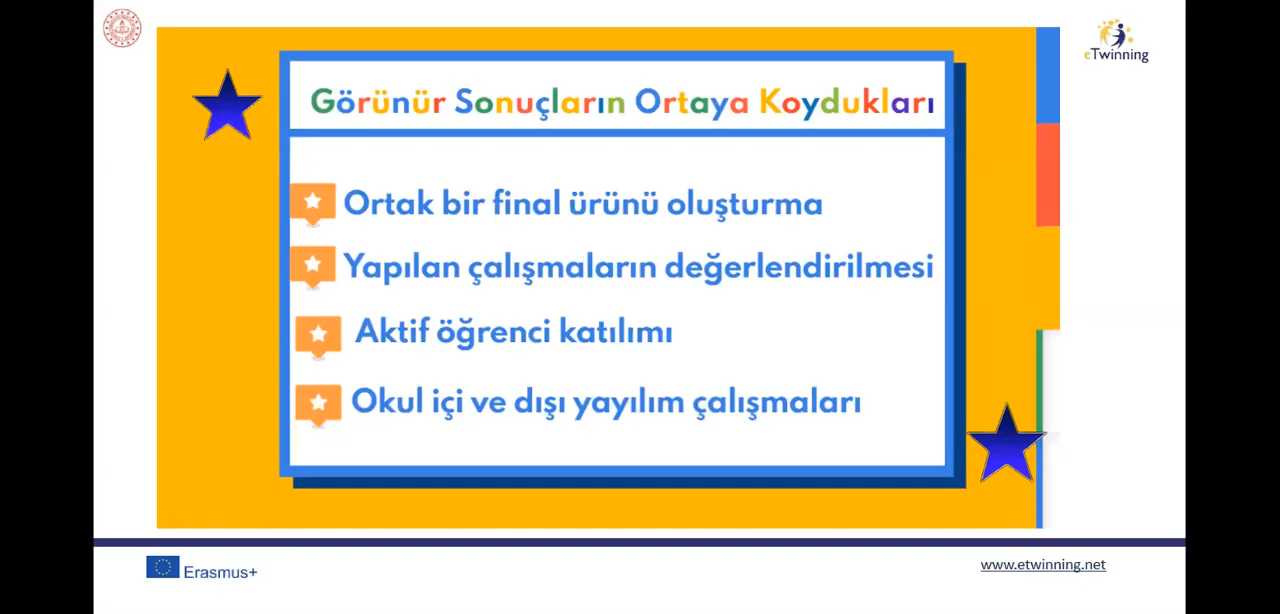 eTwinning
Görünür Sonuçların Ortaya Koydukları
Ortak bir final ürünü oluşturma
Yapılan çalışmaların değerlendirilmesi
Aktif öğrenci katılımı
Okul içi ve dışı yayılım çalışmaları
Erasmus+
www.etwinning.net